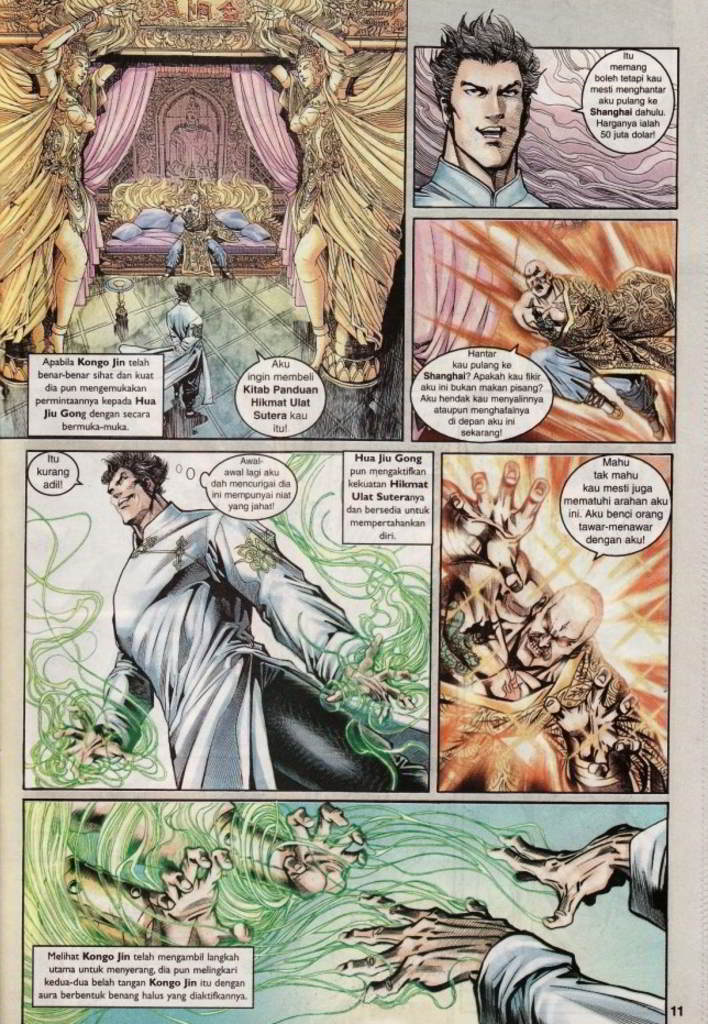 Apabila Kongo Jin telah
benar-benar sihat dan kuat
dia pun mengemukakan
permintaannya kepada Hua
Jiu Gong dengan secara
bermuka-muka.
Aku
ingin membeli
Kitab Panduan
Hikmat Ulat
Sutera kau
itu!
Itu
memang
boleh tetapi kau
mesti menghantar
aku pulang ke
Shanghai dahulu.
Harganya ialah
50 juta dolar!
Hantar
kau pulang ke
Shanghai? Apakah kau fikir
aku ini bukan makan pisang?
Aku hendak kau menyalinnya
ataupun menghafalnya
di depan aku ini
sekarang!
Itu
kurang
adil!
Awal-
awal lagi aku
dah mencurigai dia
ini mempunyai niat
yang jahat!
Hua Jiu Gong
pun mengaktifkan
kekuatan Hikmat
Ulat Suteranya
dan bersedia untuk
mempertahankan
diri.
Mahu
tak mahu
kau mesti juga
mematuhi arahan aku
ini. Aku benci orang
tawar-menawar
dengan aku!
Melihat Kongo Jin telah mengambil langkah
utama untuk menyerang, dia pun melingkari
kedua-dua belah tangan Kongo Jin itu dengan
aura berbentuk benang halus yang diaktifkannya.
11